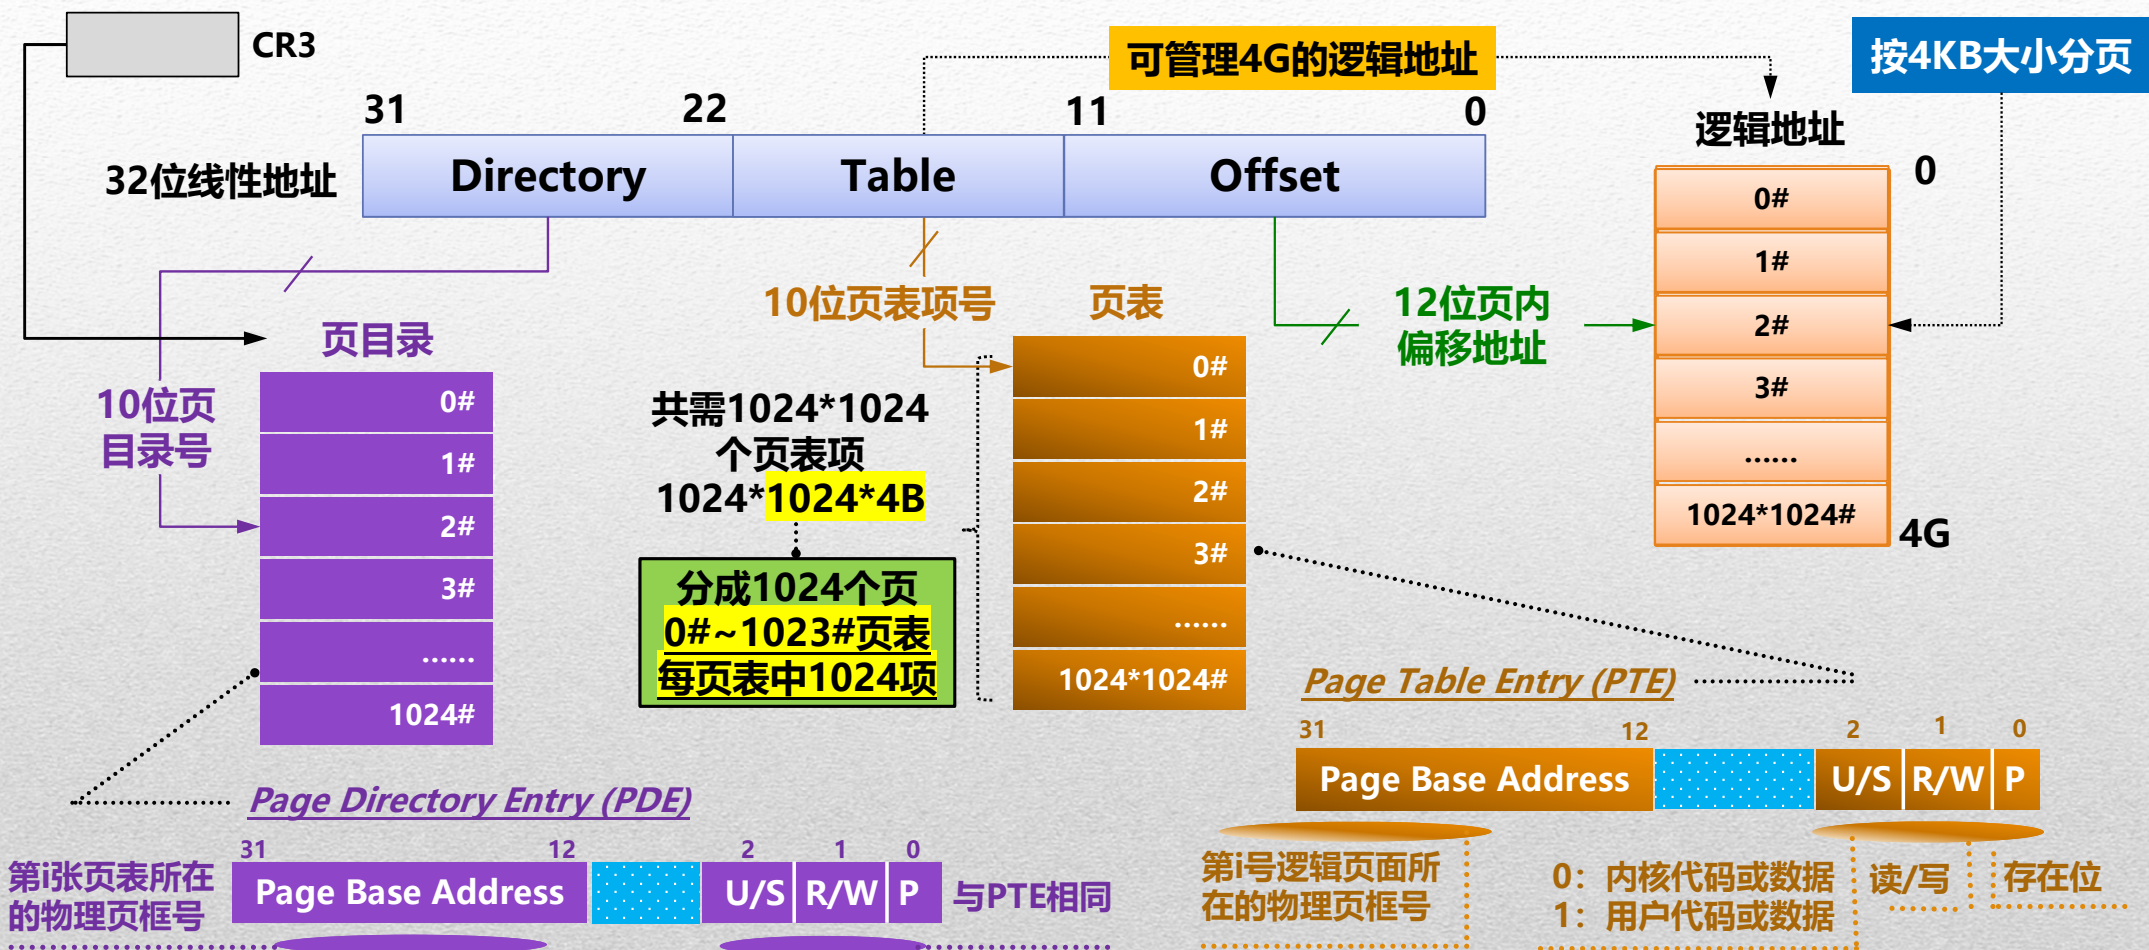 CR3
可管理4G的逻辑地址
按4KB大小分页
31
22
11
0
32位线性地址
Directory
Table
Offset
逻辑地址
0
0#
1#
2#
3#
......
1024*1024#
4G
10位页表项号
页表
12位页内
偏移地址
页目录
10位页
目录号
0#
1#
2#
3#
......
1024#
共需1024*1024
个页表项
1024*1024*4B
分成1024个页
0#~1023#页表
每页表中1024项
0#
1#
2#
3#
......
1024*1024#
Page Table Entry (PTE)
31
12
2
1
0
Page Base Address
U/S
R/W
P
第i号逻辑页面所
在的物理页框号
0：内核代码或数据
1：用户代码或数据
读/写
存在位
Page Directory Entry (PDE)
31
12
2
1
0
第i张页表所在
的物理页框号
Page Base Address
U/S
R/W
P
与PTE相同